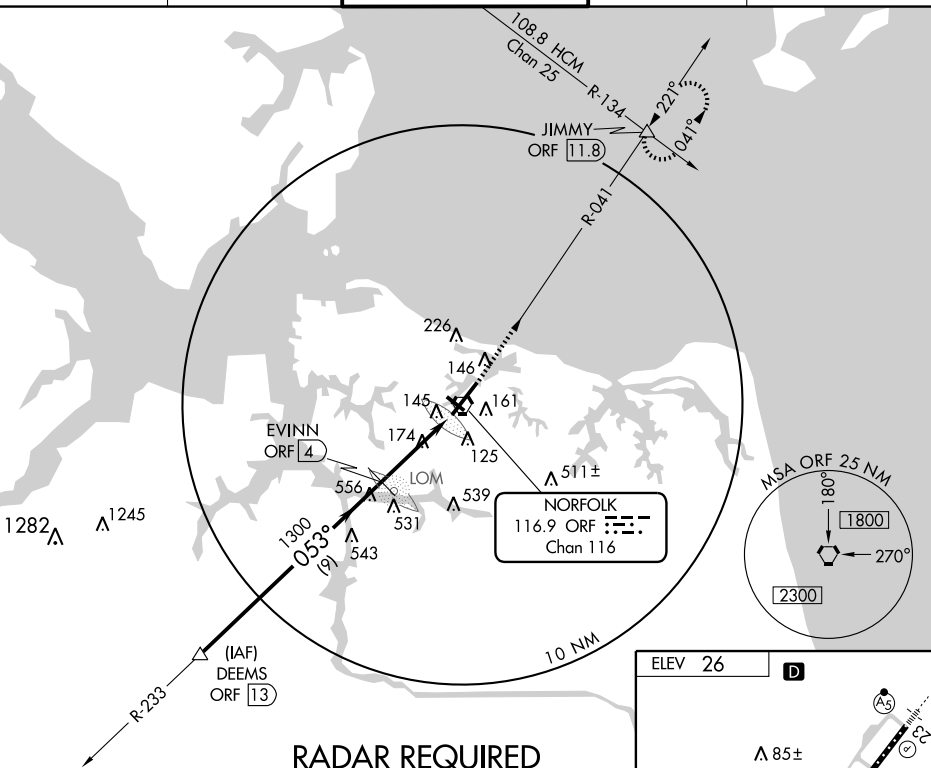 108.8 HCM
Chan 25
R-134
221°
041°
JIMMY
ORF 11.8
R-041
226
146
145
161
174
125
EVINN
ORF 4
LOM
511±
556
539
531
543
NORFOLK
116.9 ORF
Chan 116
MSA ORF 25 NM
180°
1800
270°
2300
1282
1245
1300
053°
(9)
(IAF)
DEEMS
ORF 13
R-233
10 NM
RADAR REQUIRED
ELEV 26
D
A5
85±
23
P